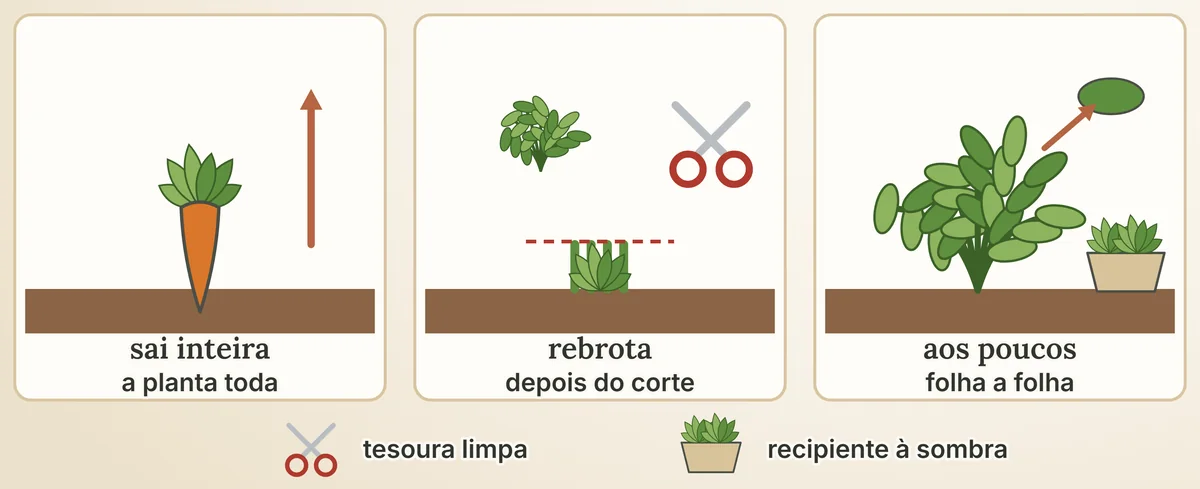 sai inteira
a planta toda
rebrota
depois do corte
aos poucos
folha a folha
tesoura limpa
recipiente à sombra